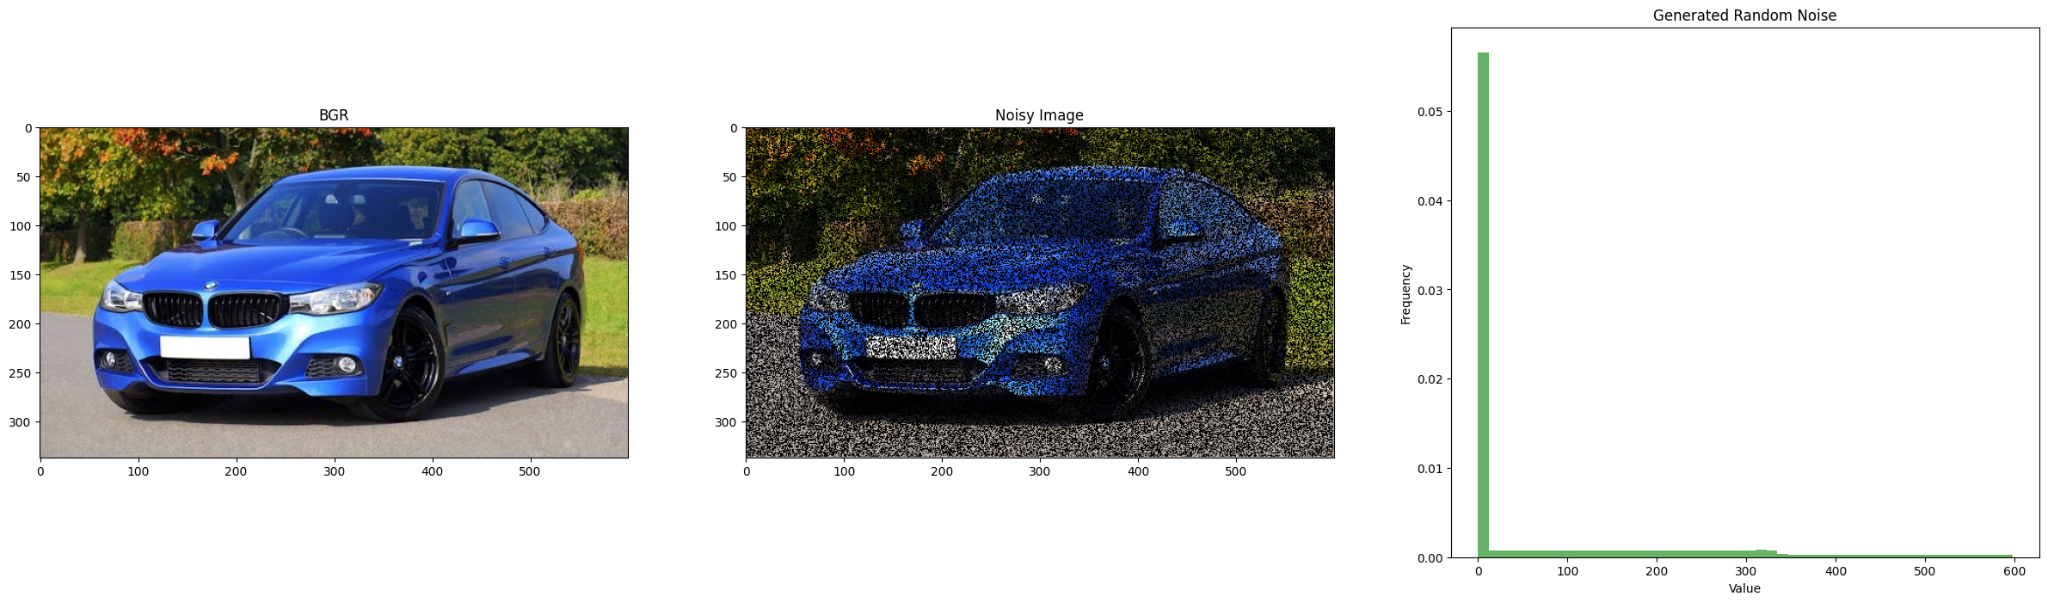 BGR
0
50
100
150
200
250
300
0 100 200 300 400 500
Noisy Image
0
50
100
150
200
250
300
0 100 200 300 400 500
Generated Random Noise
Frequency
0.05
0.04
0.03
0.02
0.01
0.00
0 100 200 300 400 500 600
Value